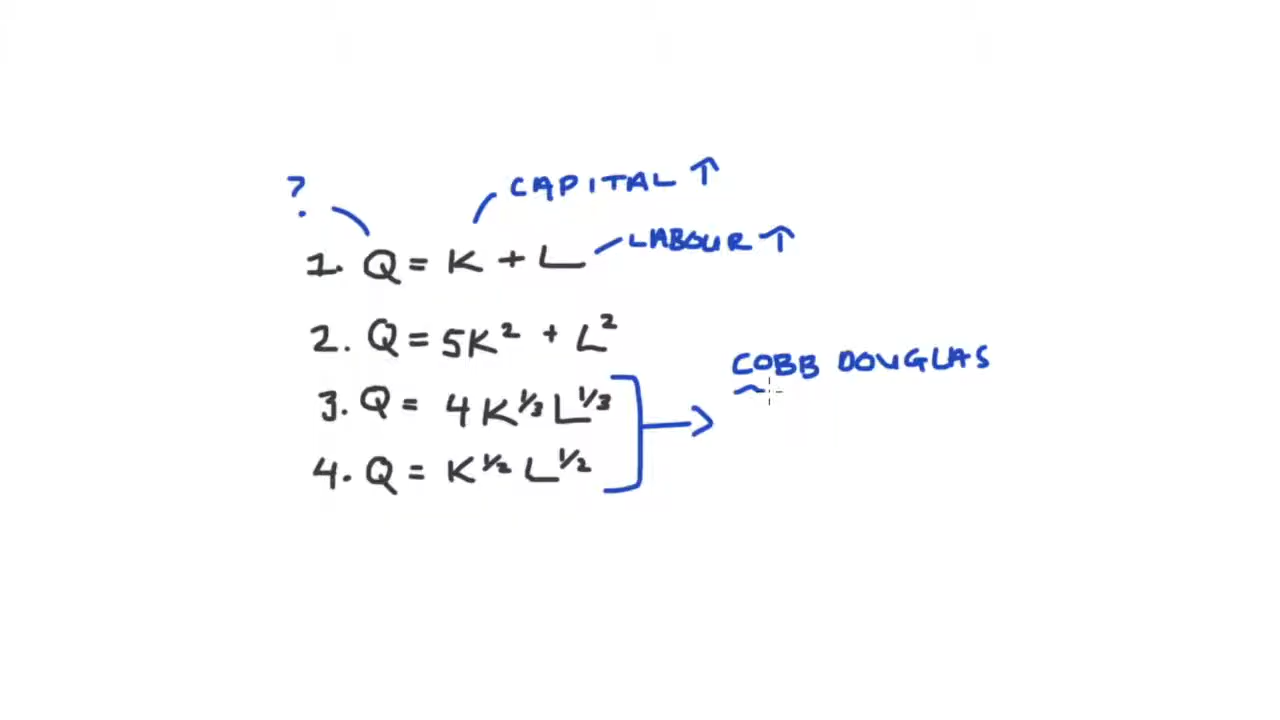 ?
CAPITAL ↑
LABOUR ↑
1. Q = K + L
2. Q = 5K² + L²
COBB DOUGLAS
3. Q = 4K^1/3 L^1/3
4. Q = K^1/2 L^1/2